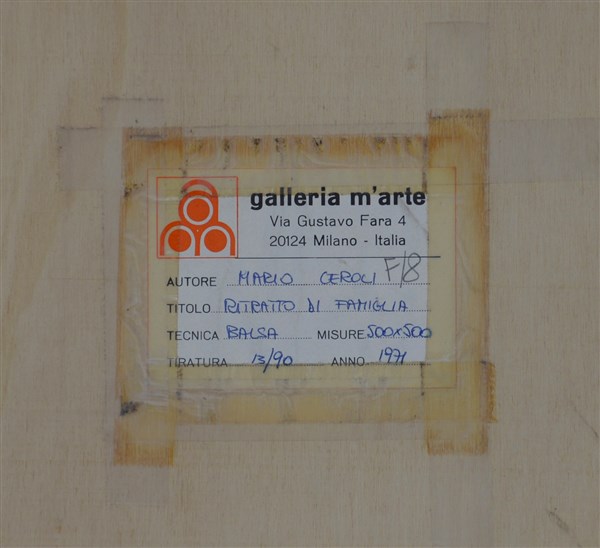 galleria m'arte
Via Gustavo Fara 4
20124 Milano - Italia
AUTORE MARIO CEROLI F/8
TITOLO RITRATTO DI FAMIGLIA
TECNICA BALSA MISURE 500x500
TIRATURA 13/90 ANNO 1971